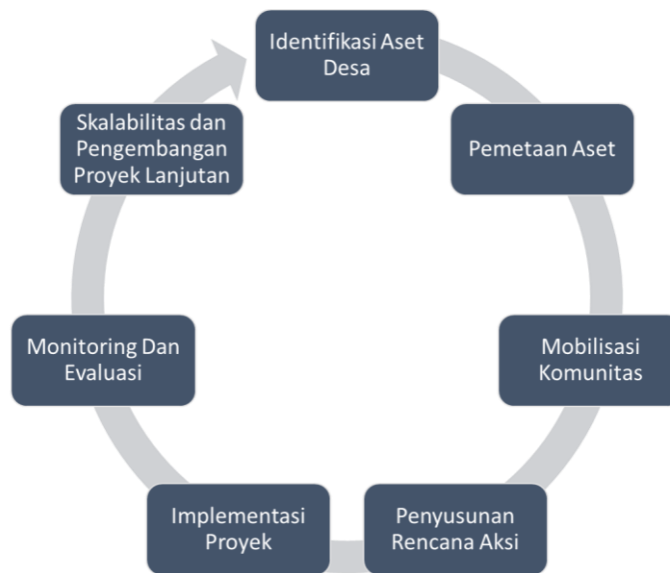 Identifikasi Aset
Desa
Pemetaan Aset
Mobilisasi
Komunitas
Penyusunan
Rencana Aksi
Implementasi
Proyek
Monitoring Dan
Evaluasi
Skalabilitas dan
Pengembangan
Proyek Lanjutan